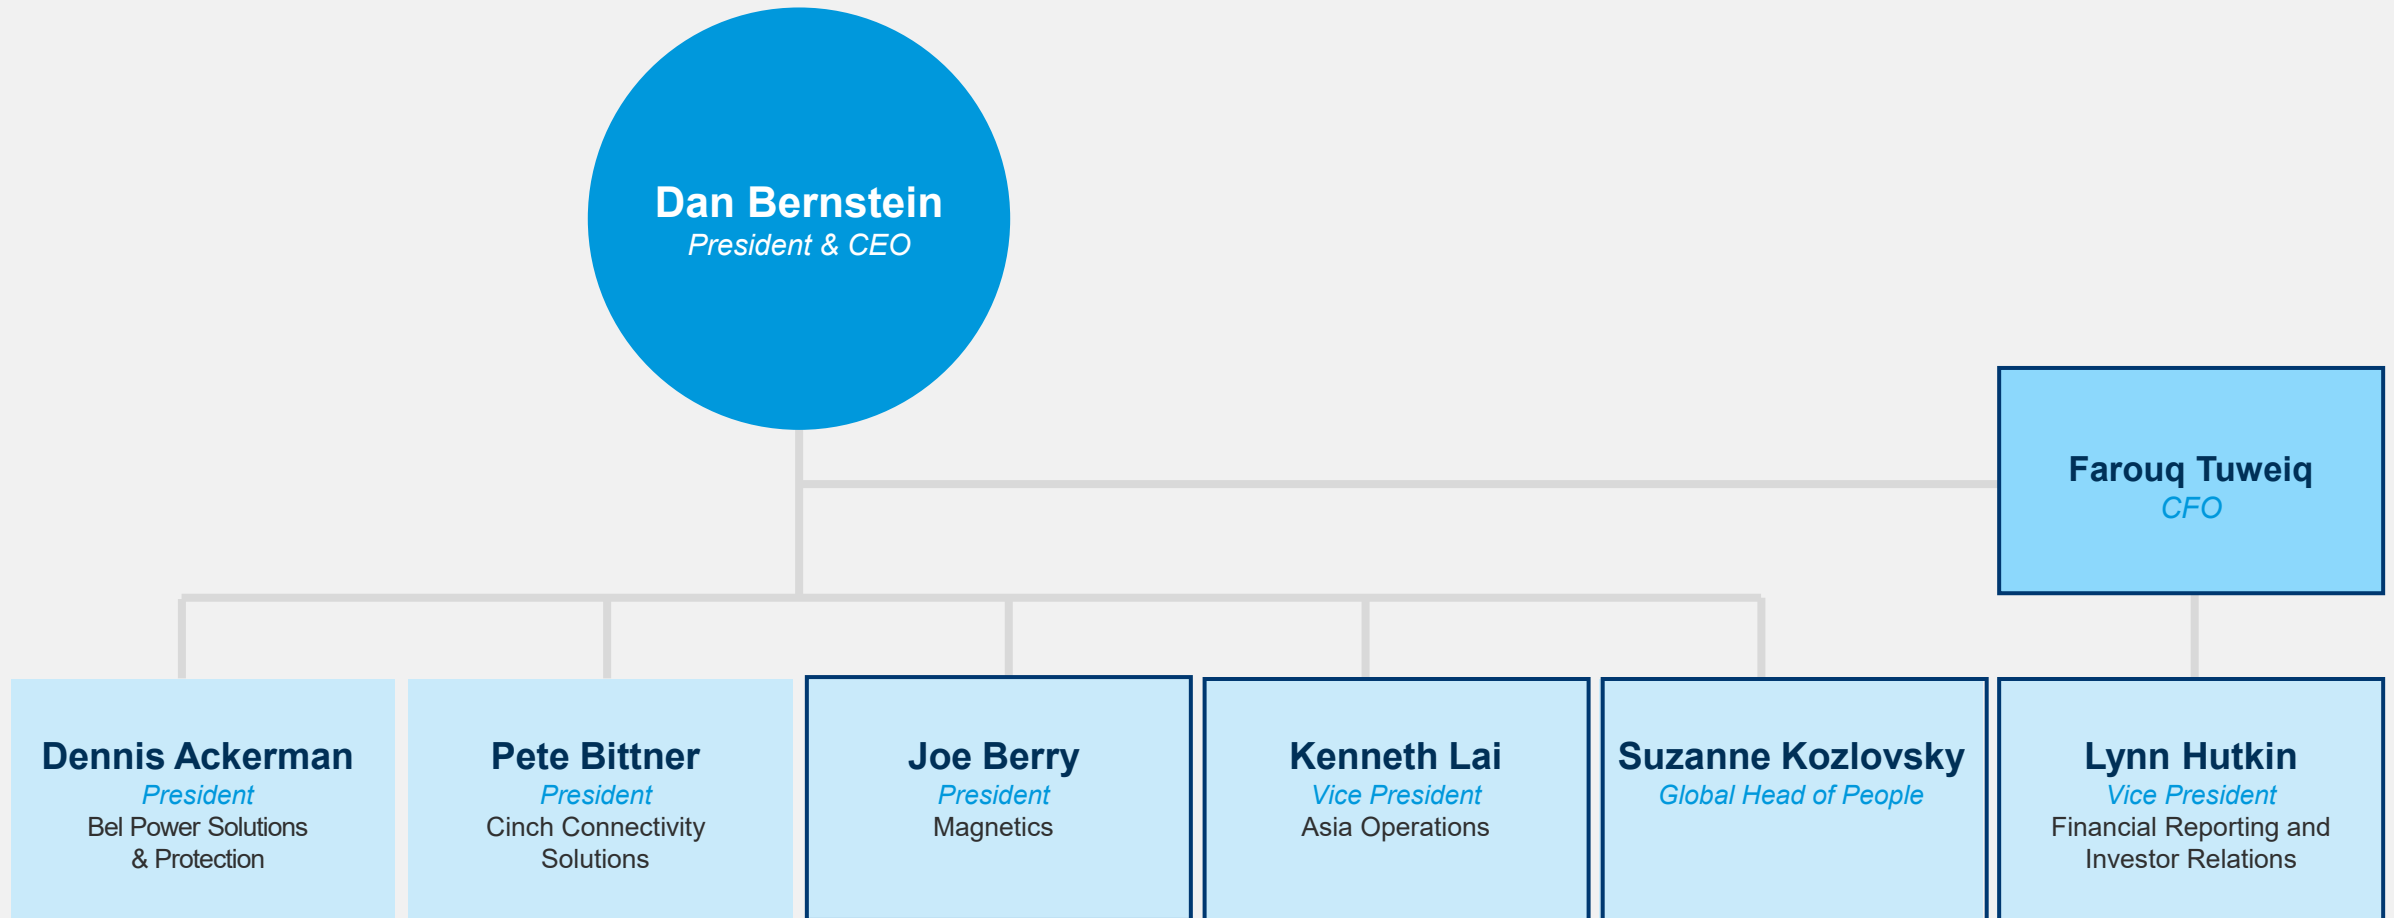 Dan Bernstein
President & CEO
Farouq Tuweiq
CFO
Dennis Ackerman
President
Bel Power Solutions
& Protection
Pete Bittner
President
Cinch Connectivity
Solutions
Joe Berry
President
Magnetics
Kenneth Lai
Vice President
Asia Operations
Suzanne Kozlovsky
Global Head of People
Lynn Hutkin
Vice President
Financial Reporting and
Investor Relations